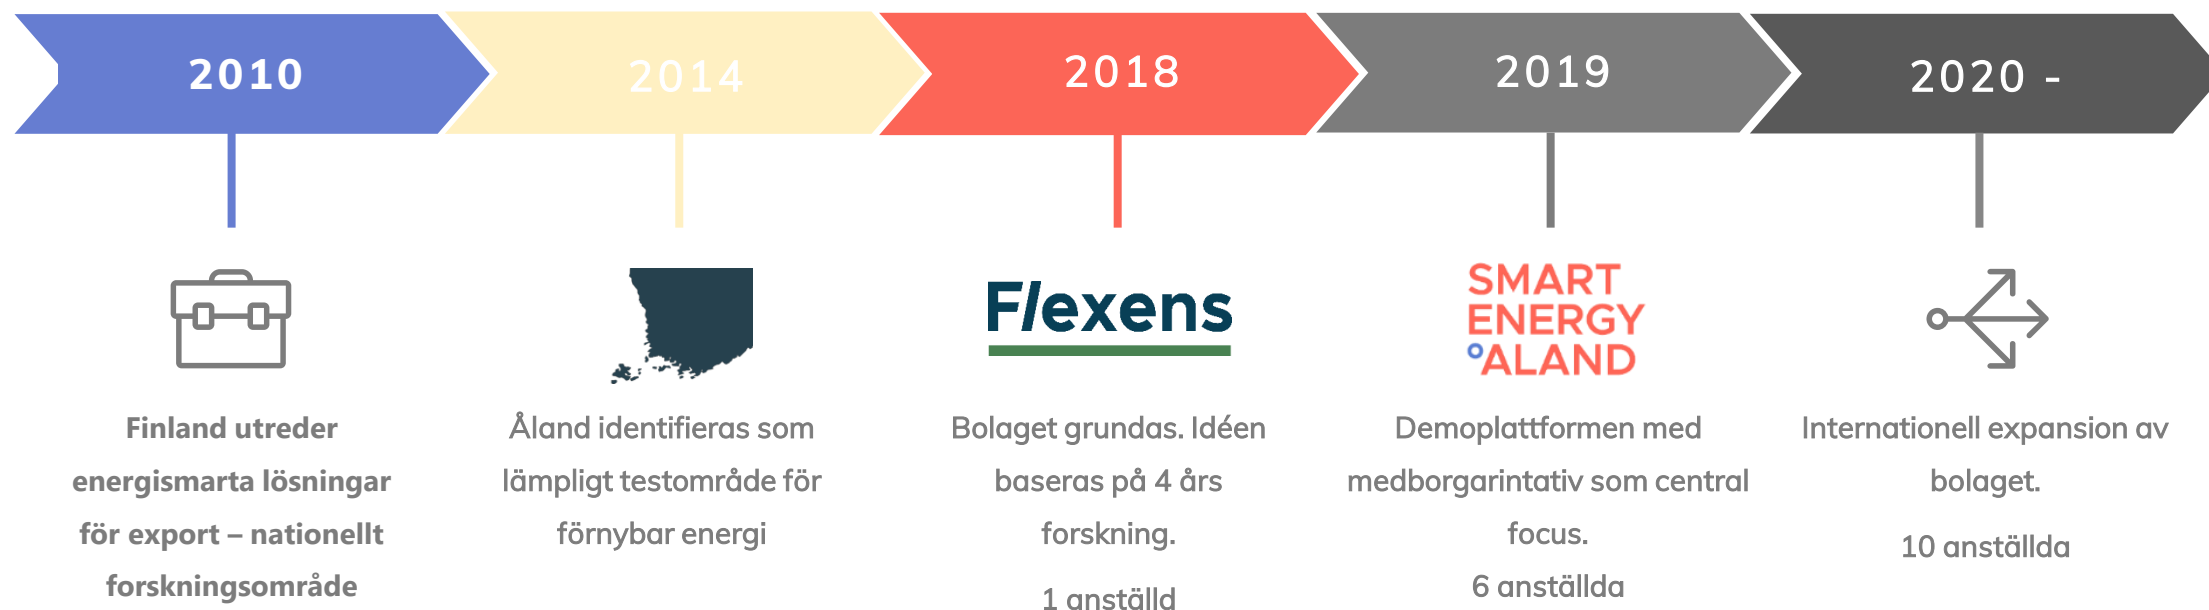 2010
2014
2018
2019
2020 -
Flexens
SMART
ENERGY
°ALAND
Finland utreder
energismarta lösningar
för export – nationellt
forskningsområde
Åland identifieras som
lämpligt testområde för
förnybar energi
Bolaget grundas. Idéen
baseras på 4 års
forskning.
1 anställd
Demoplattformen med
medborgarintativ som central
focus.
6 anställda
Internationell expansion av
bolaget.
10 anställda